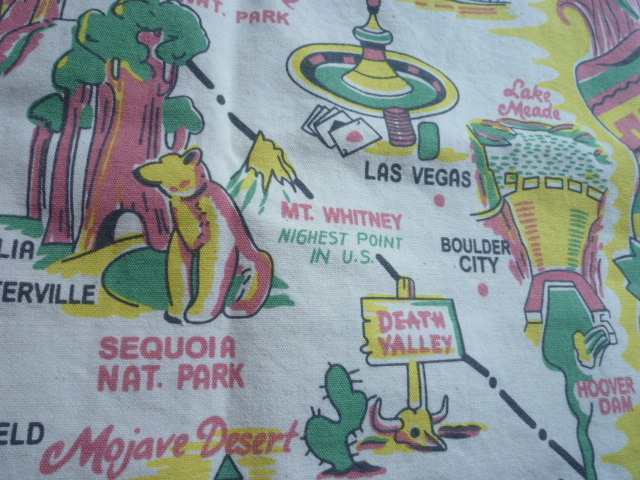 NAT. PARK
Lake
Meade
LAS VEGAS
MT. WHITNEY
HIGHEST POINT
IN U.S.
BOULDER
CITY
LIA
TERVILLE
DEATH
VALLEY
SEQUOIA
NAT. PARK
HOOVER
DAM
ELD
Mojave Desert